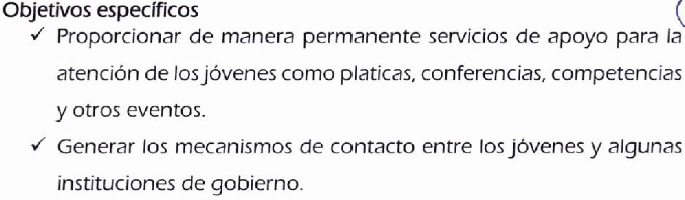 Objetivos específicos
✓ Proporcionar de manera permanente servicios de apoyo para la
atención de los jóvenes como platicas, conferencias, competencias
y otros eventos.
✓ Generar los mecanismos de contacto entre los jóvenes y algunas
instituciones de gobierno.